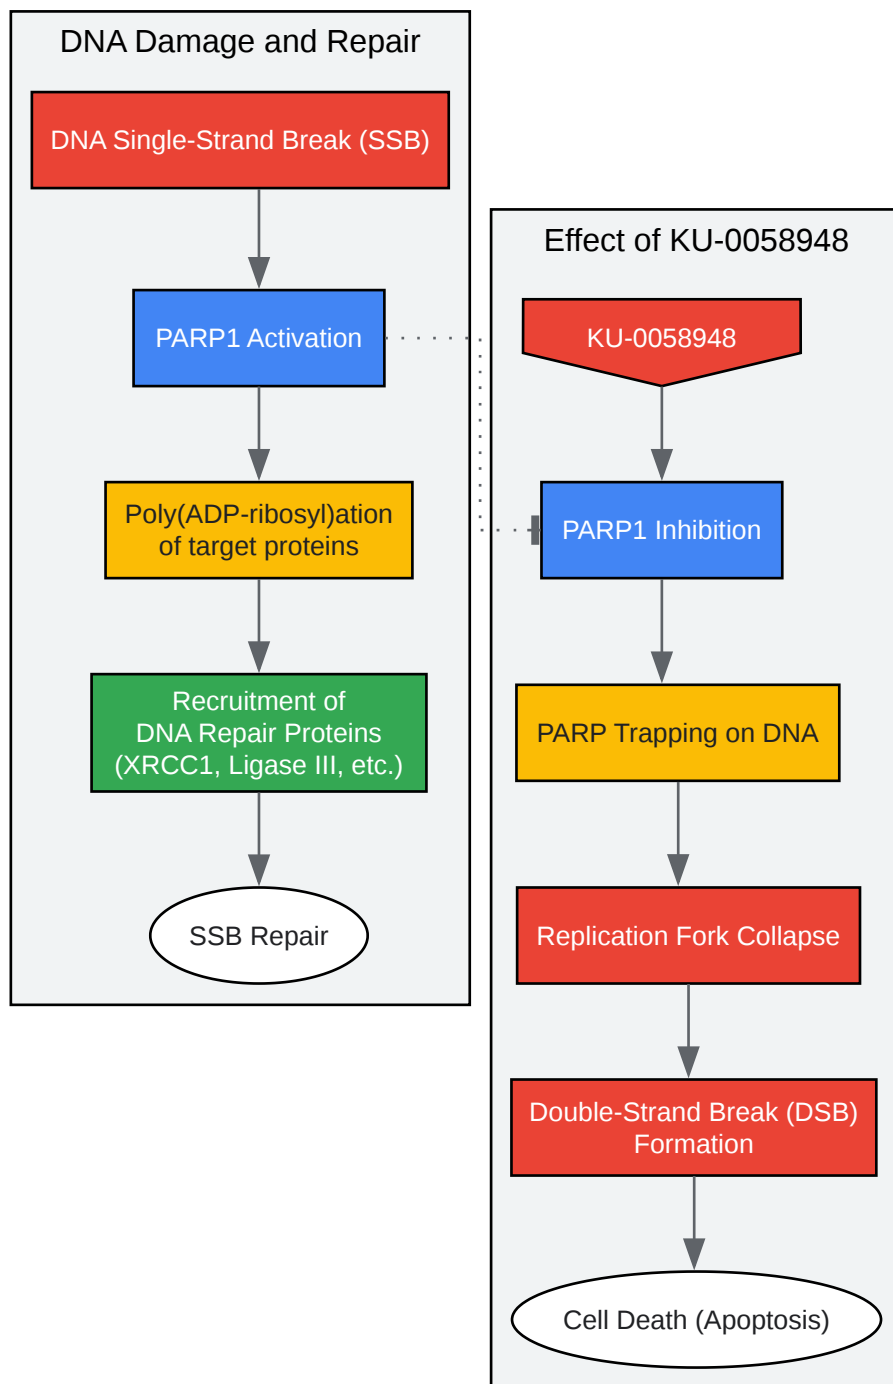 DNA Damage and Repair
DNA Single-Strand Break (SSB)
PARP1 Activation
Poly(ADP-ribosyl)ation
of target proteins
Recruitment of
DNA Repair Proteins
(XRCC1, Ligase III, etc.)
SSB Repair
Effect of KU-0058948
KU-0058948
PARP1 Inhibition
PARP Trapping on DNA
Replication Fork Collapse
Double-Strand Break (DSB)
Formation
Cell Death (Apoptosis)